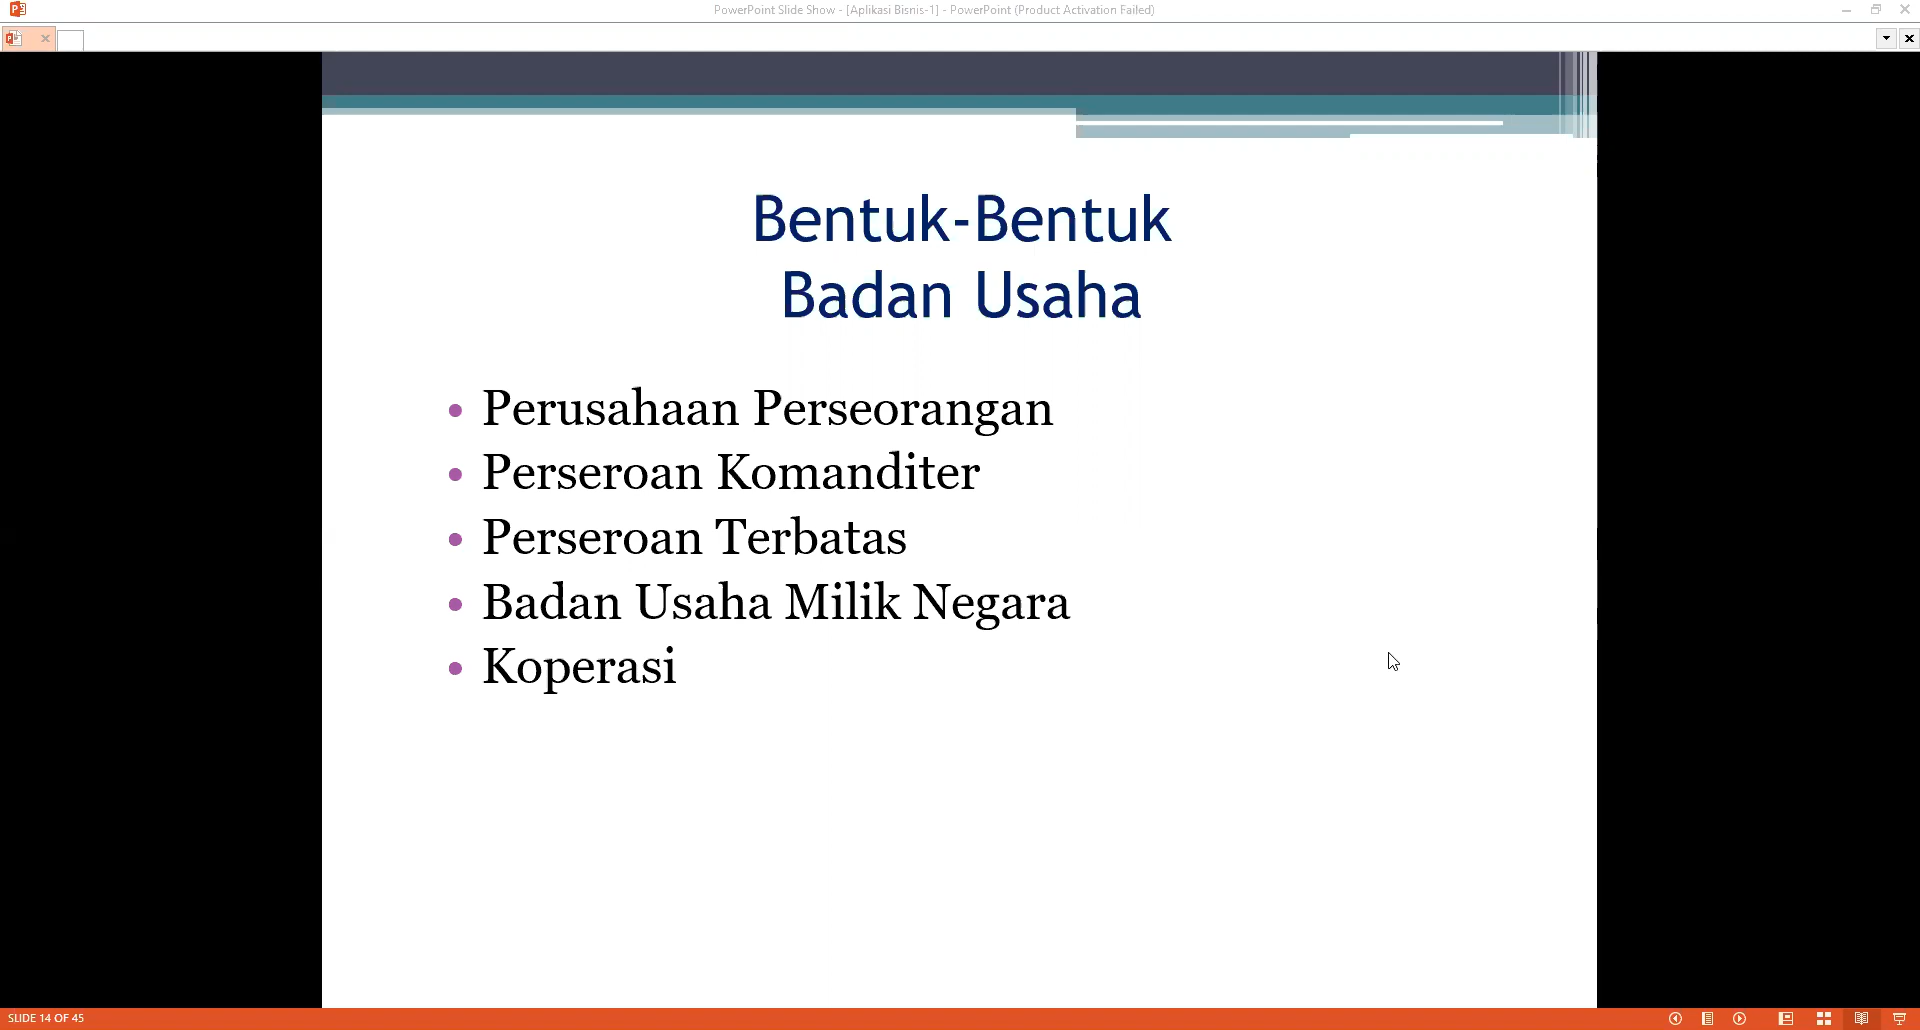 PowerPoint Slide Show - [Aplikasi Bisnis-1] - PowerPoint (Product Activation Failed)
Bentuk-Bentuk
Badan Usaha
• Perusahaan Perseorangan
• Perseroan Komanditer
• Perseroan Terbatas
• Badan Usaha Milik Negara
• Koperasi
SLIDE 14 OF 45